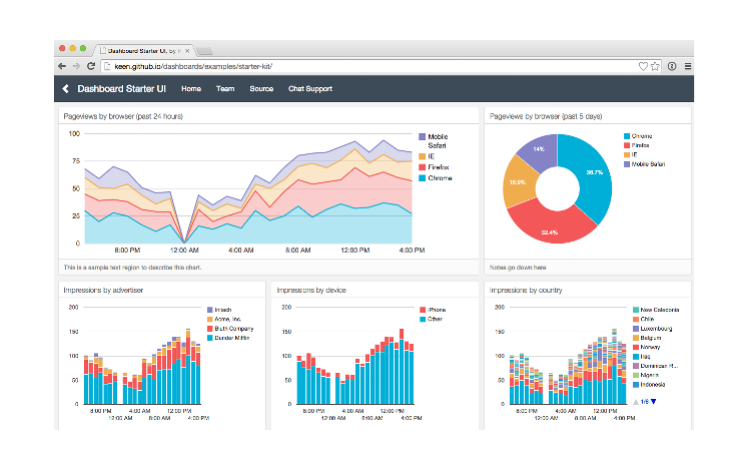 Dashboard Starter UI, by K
keen.github.io/dashboards/examples/starter-kit/
Dashboard Starter UI Home Team Source Chat Support
Pageviews by browser (past 24 hours)
100
75
50
25
0
8:00 PM 12:00 AM 4:00 AM 8:00 AM 12:00 PM 4:00 PM
Mobile
Safari
IE
Firefox
Chrome
This is a sample text region to describe this chart.
Pageviews by browser (past 5 days)
14%
36.7%
32.4%
Chrome
Firefox
IE
Mobile Safari
Notes go down here
Impressions by advertiser
200
150
100
50
0
8:00 PM 4:00 AM 12:00 PM
12:00 AM 8:00 AM 4:00 PM
Intech
Acme, Inc.
Bluth Company
Dunder Mifflin
Impressions by device
200
150
100
50
0
8:00 PM 4:00 AM 12:00 PM
12:00 AM 8:00 AM 4:00 PM
iPhone
Other
Impressions by country
200
150
100
50
0
8:00 PM 4:00 AM 12:00 PM
12:00 AM 8:00 AM 4:00 PM
New Caledonia
Chile
Luxembourg
Belgium
Norway
Iraq
Dominican R...
Nigeria
Indonesia
1/6